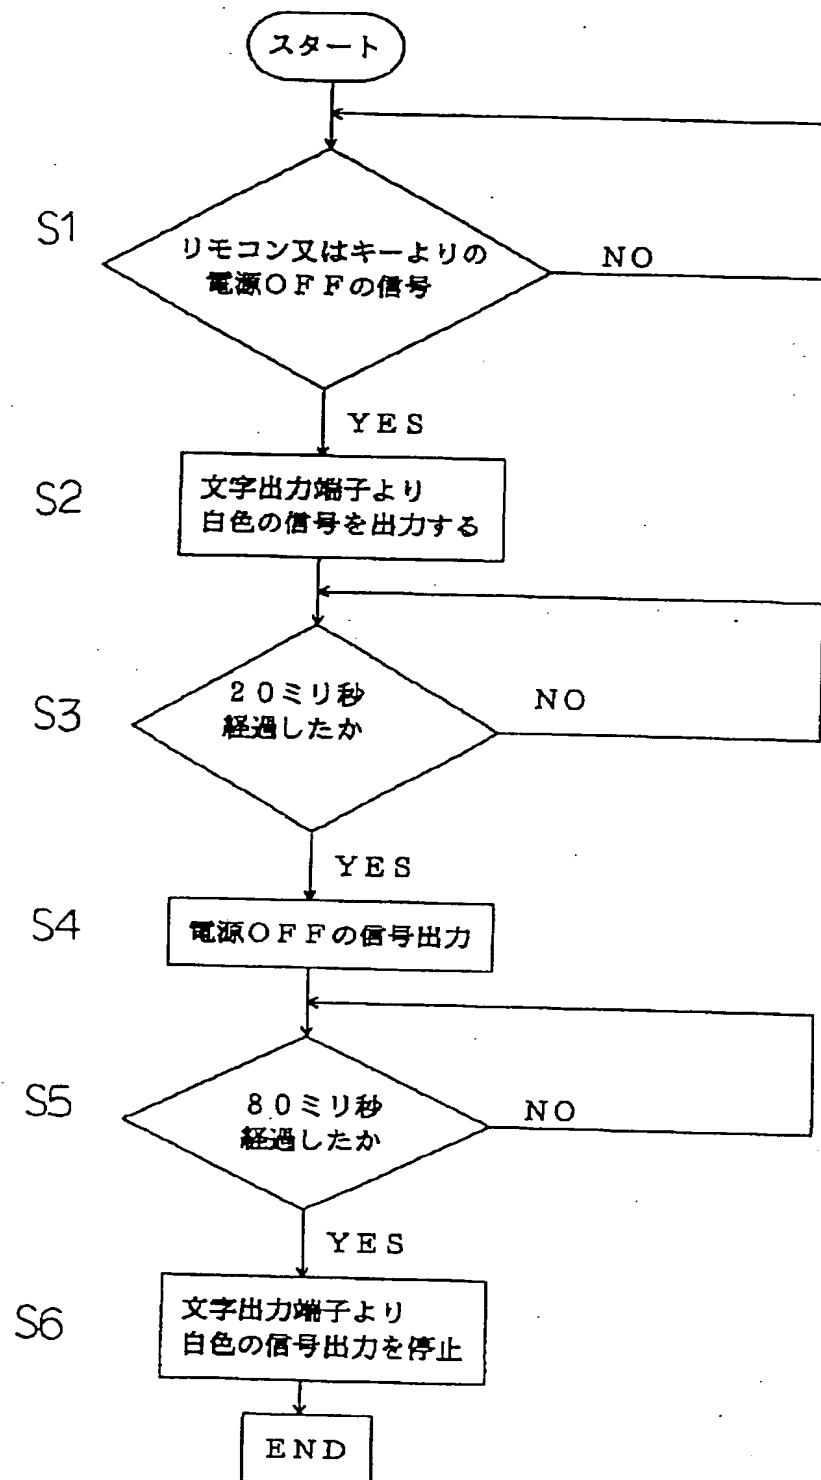 スタート
S1
リモコン又はキーよりの
電源OFFの信号
NO
YES
S2
文字出力端子より
白色の信号を出力する
S3
20ミリ秒
経過したか
NO
YES
S4
電源OFFの信号出力
S5
80ミリ秒
経過したか
NO
YES
S6
文字出力端子より
白色の信号出力を停止
END